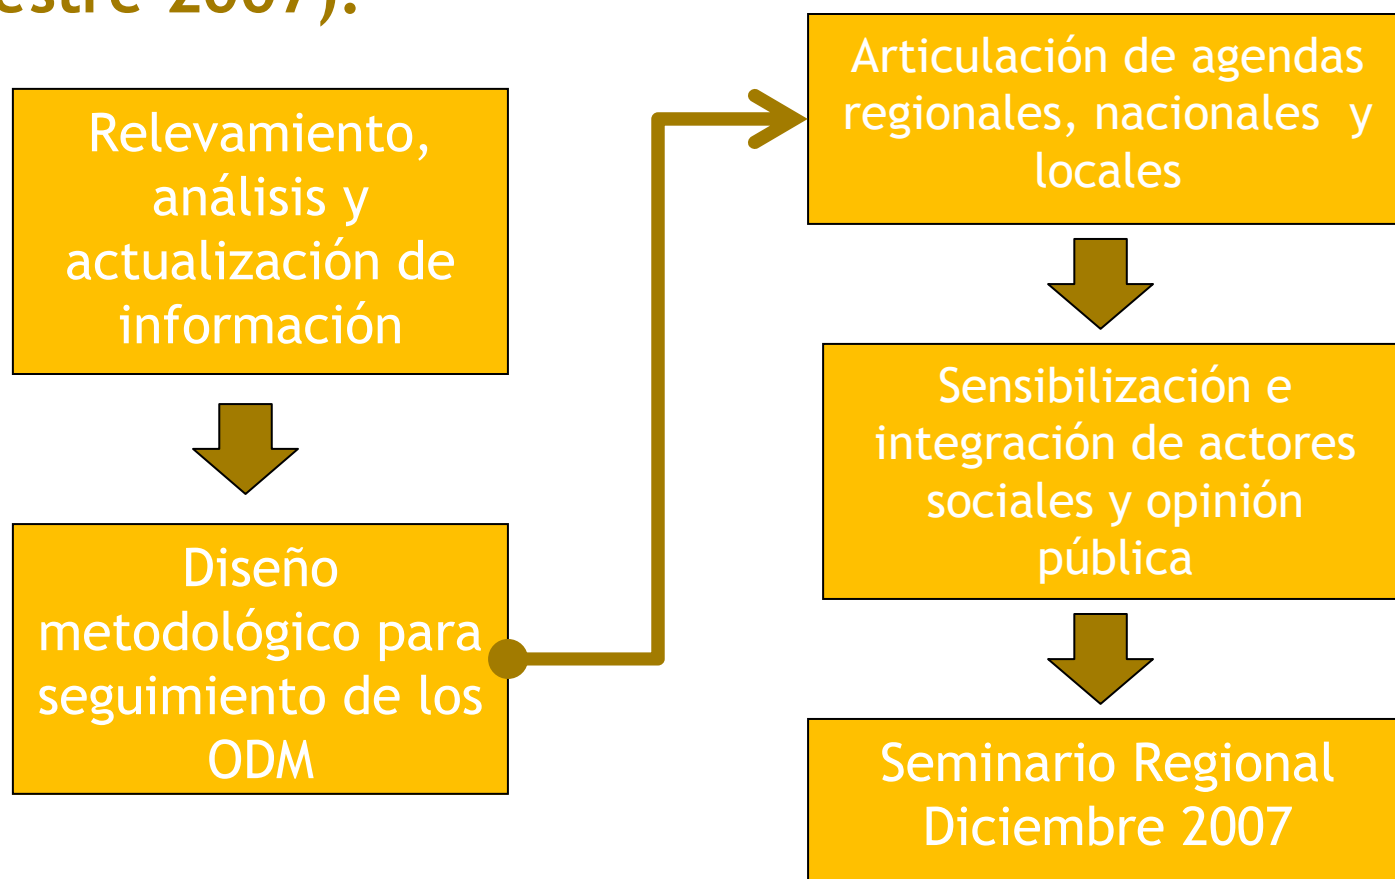 2007).
Relevamiento,
análisis y
actualización de
información
Diseño
metodológico para
seguimiento de los
ODM
Articulación de agendas
regionales, nacionales y
locales
Sensibilización e
integración de actores
sociales y opinión
pública
Seminario Regional
Diciembre 2007